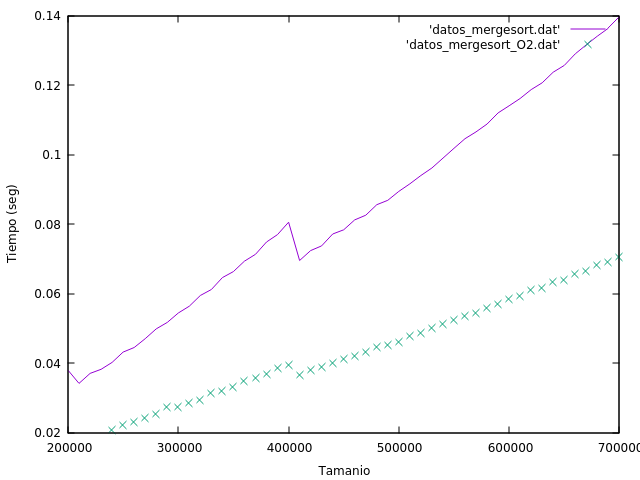 0.14
'datos_mergesort.dat'
'datos_mergesort_O2.dat'
0.12
0.1
0.08
Tiempo (seg)
0.06
0.04
0.02
200000 300000 400000 500000 600000 700000
Tamanio